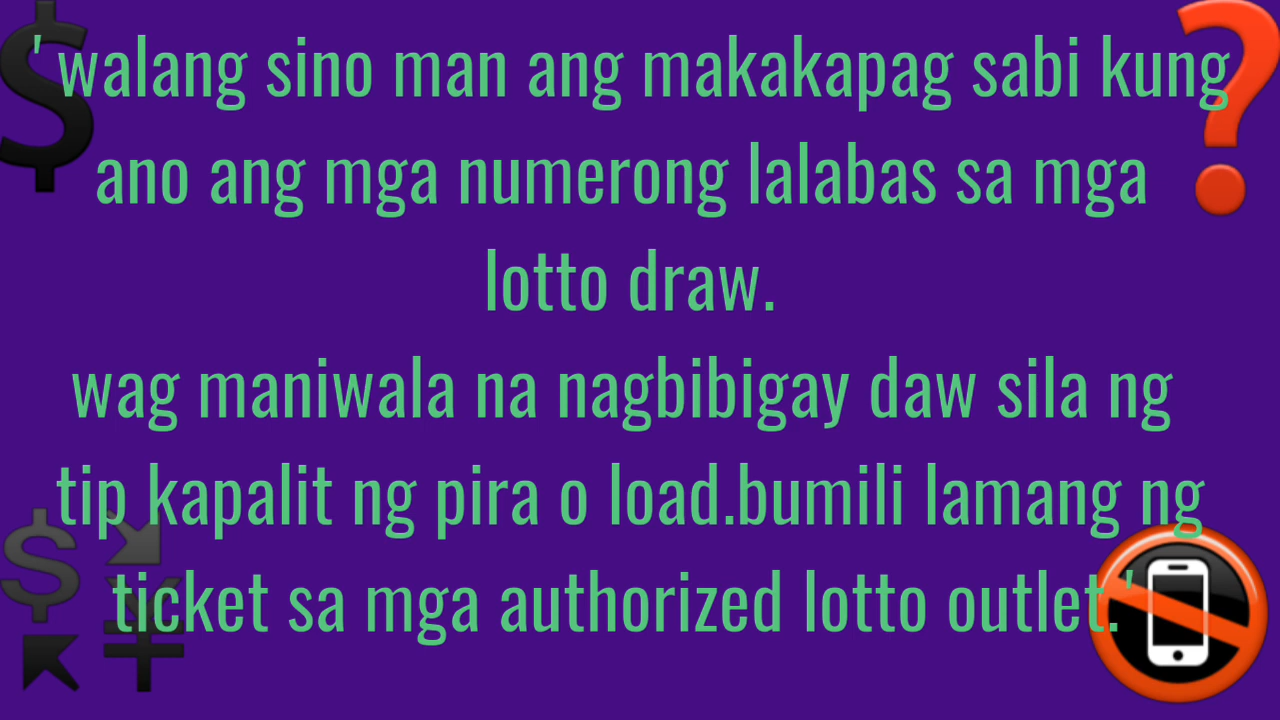 ' walang sino man ang makakapag sabi kung
ano ang mga numerong lalabas sa mga
lotto draw.
wag maniwala na nagbibigay daw sila ng
tip kapalit ng pira o load.bumili lamang ng
ticket sa mga authorized lotto outlet. '